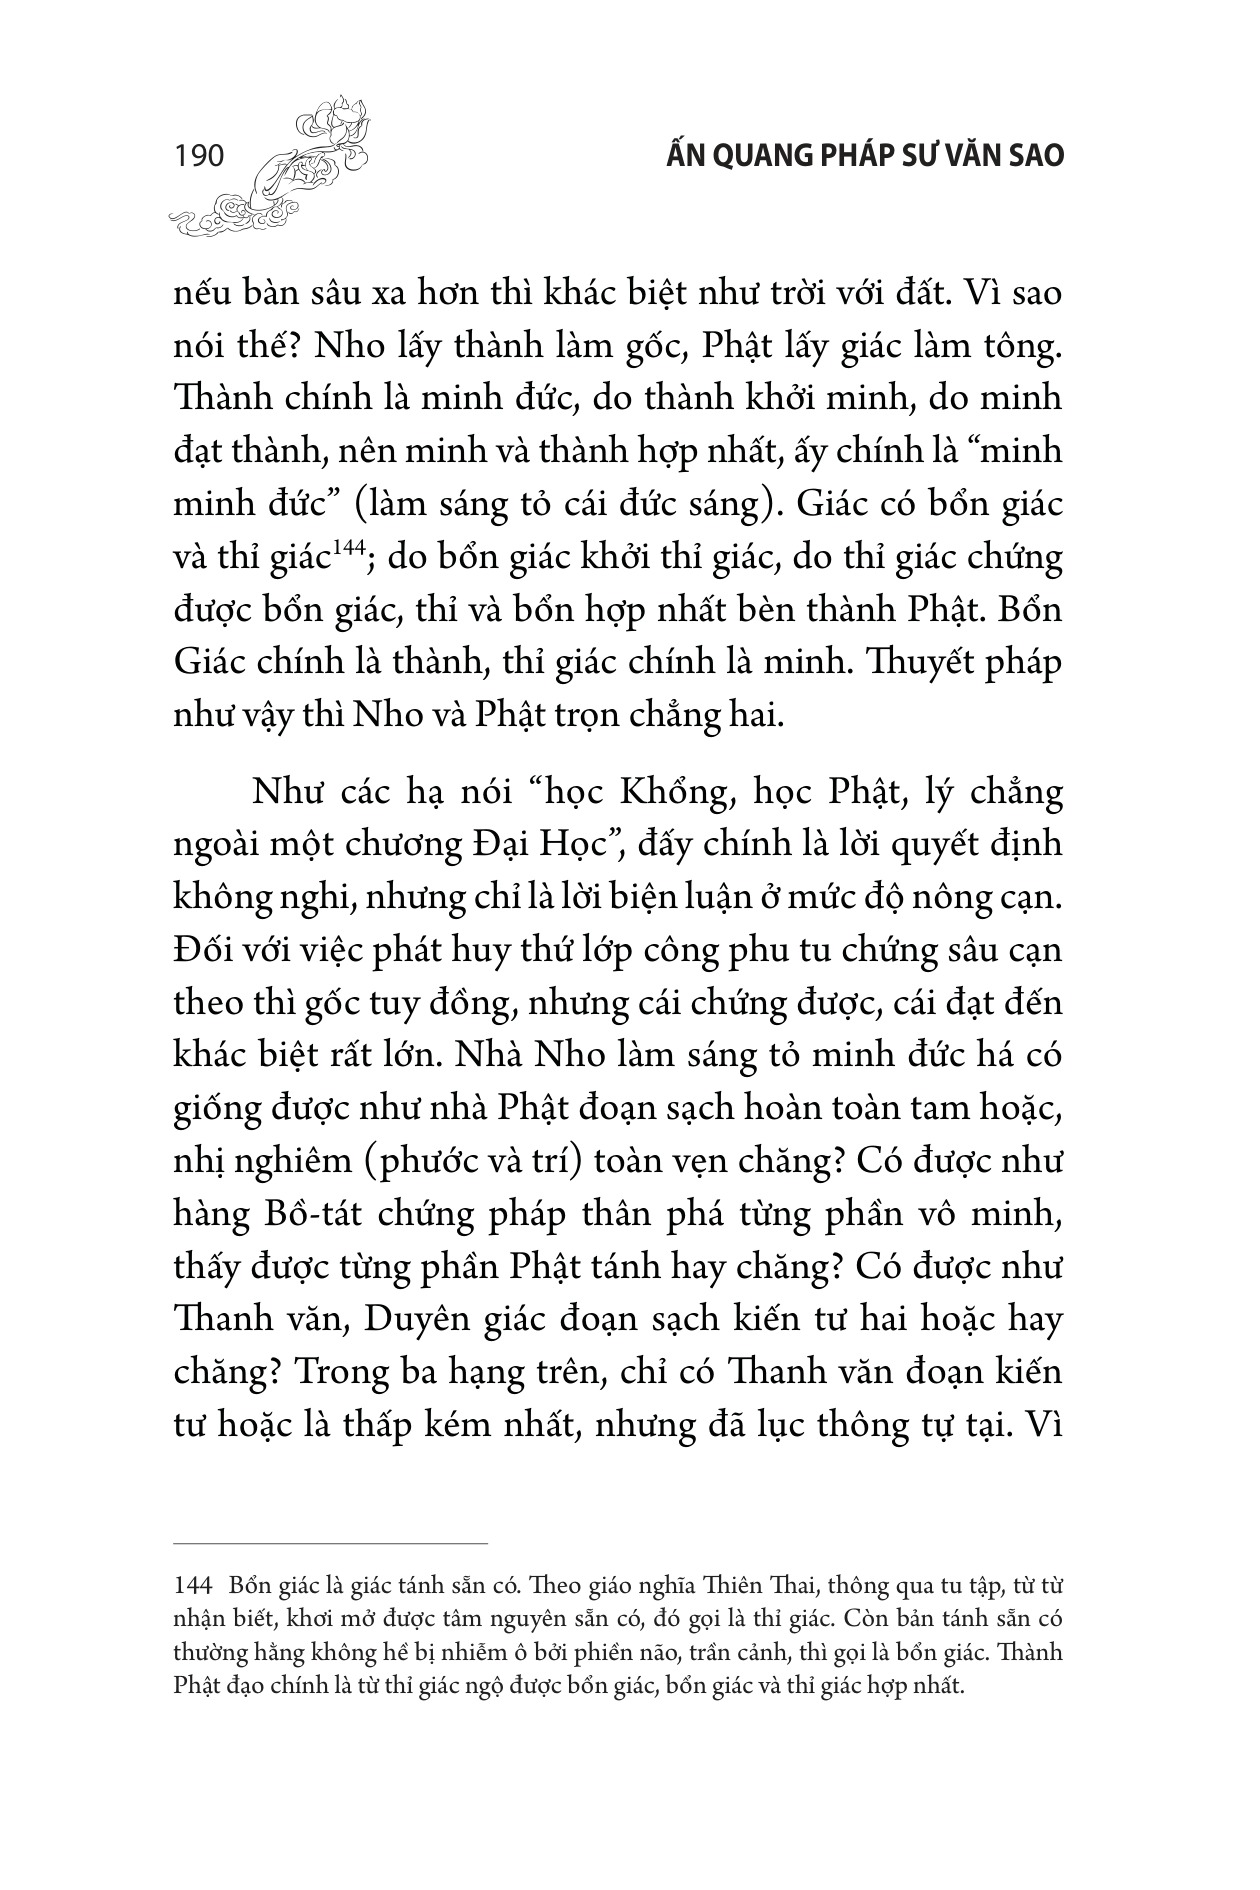 190
ẤN QUANG PHÁP SƯ VĂN SAO
nếu bàn sâu xa hơn thì khác biệt như trời với đất. Vì sao
nói thế? Nho lấy thành làm gốc, Phật lấy giác làm tông.
Thành chính là minh đức, do thành khởi minh, do minh
đạt thành, nên minh và thành hợp nhất, ấy chính là “minh
minh đức” (làm sáng tỏ cái đức sáng). Giác có bổn giác
và thỉ giác144; do bổn giác khởi thỉ giác, do thỉ giác chứng
được bổn giác, thỉ và bổn hợp nhất bèn thành Phật. Bổn
Giác chính là thành, thỉ giác chính là minh. Thuyết pháp
như vậy thì Nho và Phật trọn chẳng hai.
Như các hạ nói “học Khổng, học Phật, lý chẳng
ngoài một chương Đại Học”, đấy chính là lời quyết định
không nghi, nhưng chỉ là lời biện luận ở mức độ nông cạn.
Đối với việc phát huy thứ lớp công phu tu chứng sâu cạn
theo thì gốc tuy đồng, nhưng cái chứng được, cái đạt đến
khác biệt rất lớn. Nhà Nho làm sáng tỏ minh đức há có
giống được như nhà Phật đoạn sạch hoàn toàn tam hoặc,
nhị nghiêm (phước và trí) toàn vẹn chăng? Có được như
hàng Bồ-tát chứng pháp thân phá từng phần vô minh,
thấy được từng phần Phật tánh hay chăng? Có được như
Thanh văn, Duyên giác đoạn sạch kiến tư hai hoặc hay
chăng? Trong ba hạng trên, chỉ có Thanh văn đoạn kiến
tư hoặc là thấp kém nhất, nhưng đã lục thông tự tại. Vì
144 Bổn giác là giác tánh sẵn có. Theo giáo nghĩa Thiên Thai, thông qua tu tập, từ từ
nhận biết, khơi mở được tâm nguyên sẵn có, đó gọi là thỉ giác. Còn bản tánh sẵn có
thường hằng không hề bị nhiễm ô bởi phiền não, trần cảnh, thì gọi là bổn giác. Thành
Phật đạo chính là từ thỉ giác ngộ được bổn giác, bổn giác và thỉ giác hợp nhất.